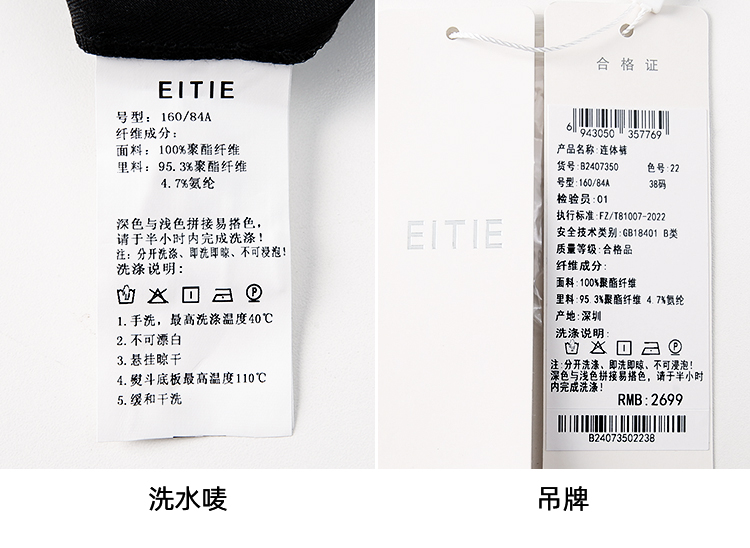 EITIE
号型：160/84A
纤维成分：
面料：100%聚酯纤维
里料：95.3%聚酯纤维
4.7%氨纶
深色与浅色拼接易搭色，
请于半小时内完成洗涤！
注：分开洗涤、即洗即晾、不可浸泡！
洗涤说明：
P
1.手洗，最高洗涤温度40℃
2.不可漂白
3.悬挂晾干
4.熨斗底板最高温度110℃
5.缓和干洗
洗水唛
EITIE
合格证
6 943050 357769
产品名称：连体裤
货号：B2407350 色号：22
号型：160/84A 38码
检验员：01
执行标准：FZ/T81007-2022
安全技术类别：GB18401 B类
质量等级：合格品
纤维成分：
面料：100%聚酯纤维
里料：95.3%聚酯纤维 4.7%氨纶
产地：深圳
洗涤说明：
P
注：分开洗涤、即洗即晾、不可浸泡！
深色与浅色拼接易搭色，请于半小时
内完成洗涤！
RMB:2699
B24073502238
吊牌